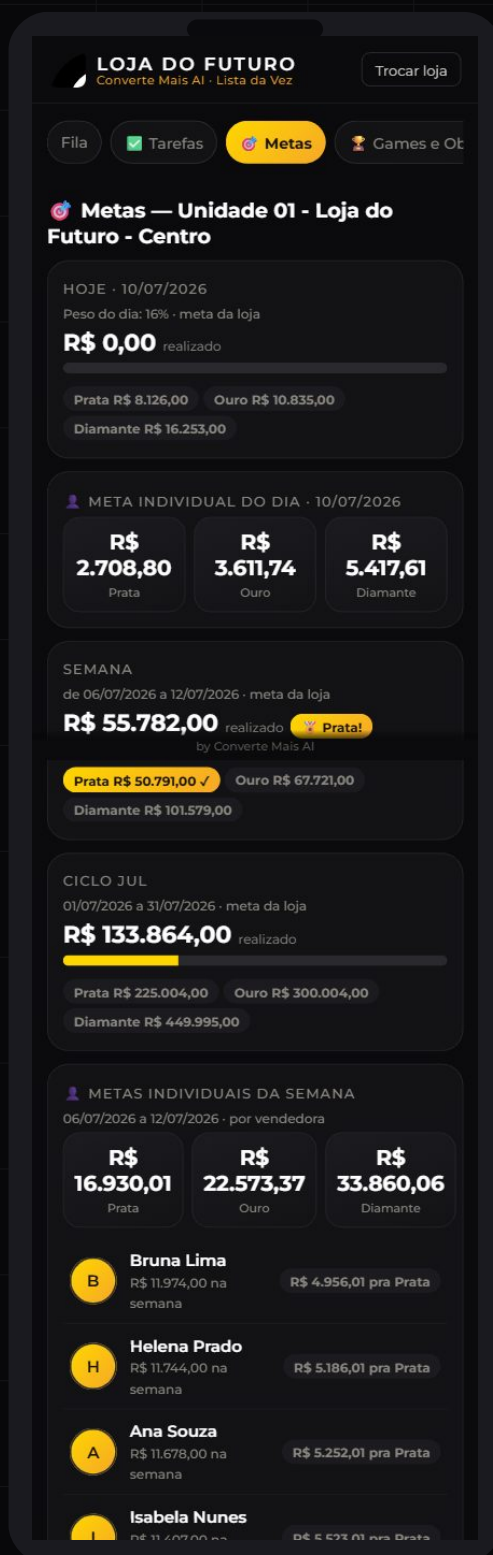 LOJA DO FUTURO
Converte Mais AI · Lista da Vez
Trocar loja
Fila
✅ Tarefas
🎯 Metas
🏆 Games e Ob
🎯 Metas — Unidade 01 - Loja do
Futuro - Centro
HOJE · 10/07/2026
Peso do dia: 16% · meta da loja
R$ 0,00 realizado
Prata R$ 8.126,00
Ouro R$ 10.835,00
Diamante R$ 16.253,00
👤 META INDIVIDUAL DO DIA · 10/07/2026
R$
2.708,80
Prata
R$
3.611,74
Ouro
R$
5.417,61
Diamante
SEMANA
de 06/07/2026 a 12/07/2026 · meta da loja
R$ 55.782,00 realizado
Prata!
by Converte Mais AI
Prata R$ 50.791,00 ✓
Ouro R$ 67.721,00
Diamante R$ 101.579,00
CICLO JUL
01/07/2026 a 31/07/2026 · meta da loja
R$ 133.864,00 realizado
Prata R$ 225.004,00
Ouro R$ 300.004,00
Diamante R$ 449.995,00
👤 METAS INDIVIDUAIS DA SEMANA
06/07/2026 a 12/07/2026 · por vendedora
R$
16.930,01
Prata
R$
22.573,37
Ouro
R$
33.860,06
Diamante
B
Bruna Lima
R$ 11.974,00 na
semana
R$ 4.956,01 pra Prata
H
Helena Prado
R$ 11.744,00 na
semana
R$ 5.186,01 pra Prata
A
Ana Souza
R$ 11.678,00 na
semana
R$ 5.252,01 pra Prata
I
Isabela Nunes
R$ 11.407,00 na
R$ 5.523,01 pra Prata